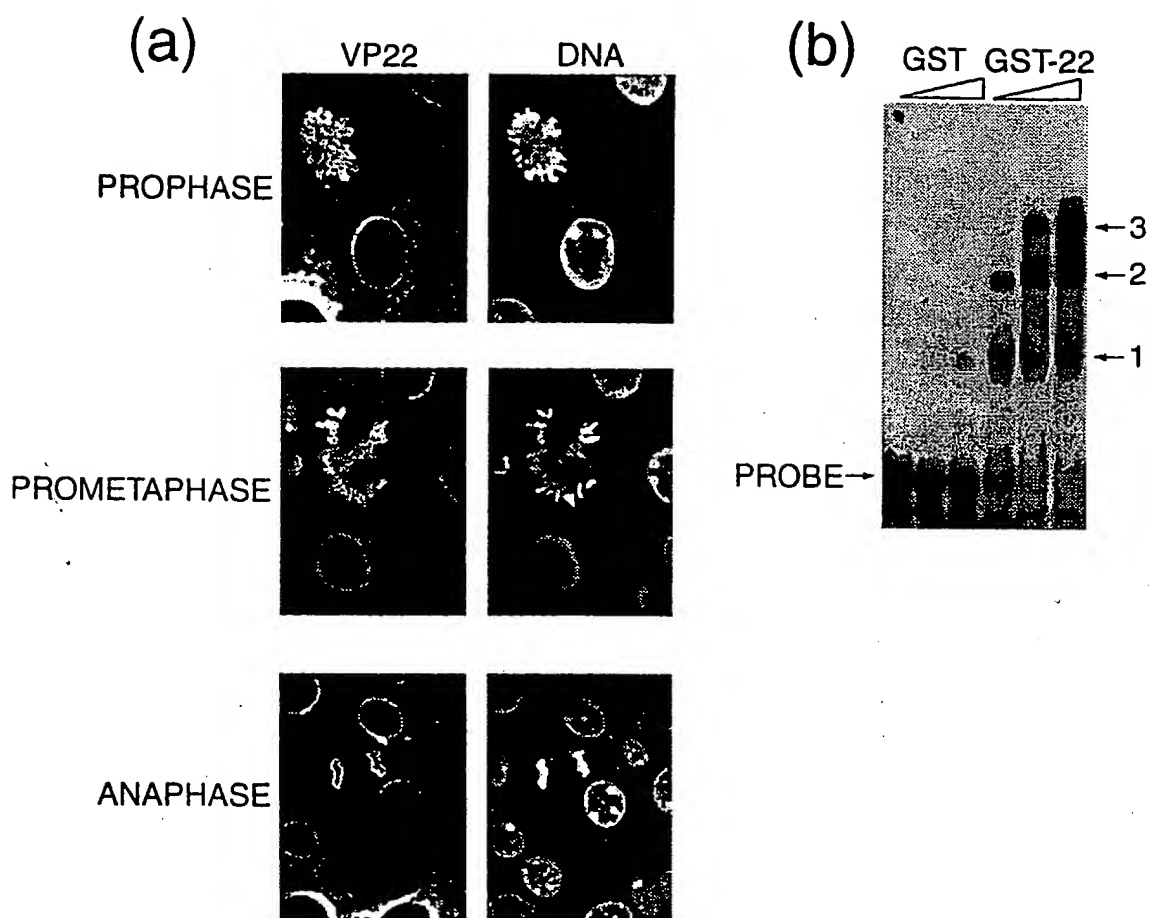 (a)
VP22 DNA
PROPHASE
PROMETAPHASE
ANAPHASE
(b)
GST GST-22
←3
←2
←1
PROBE→